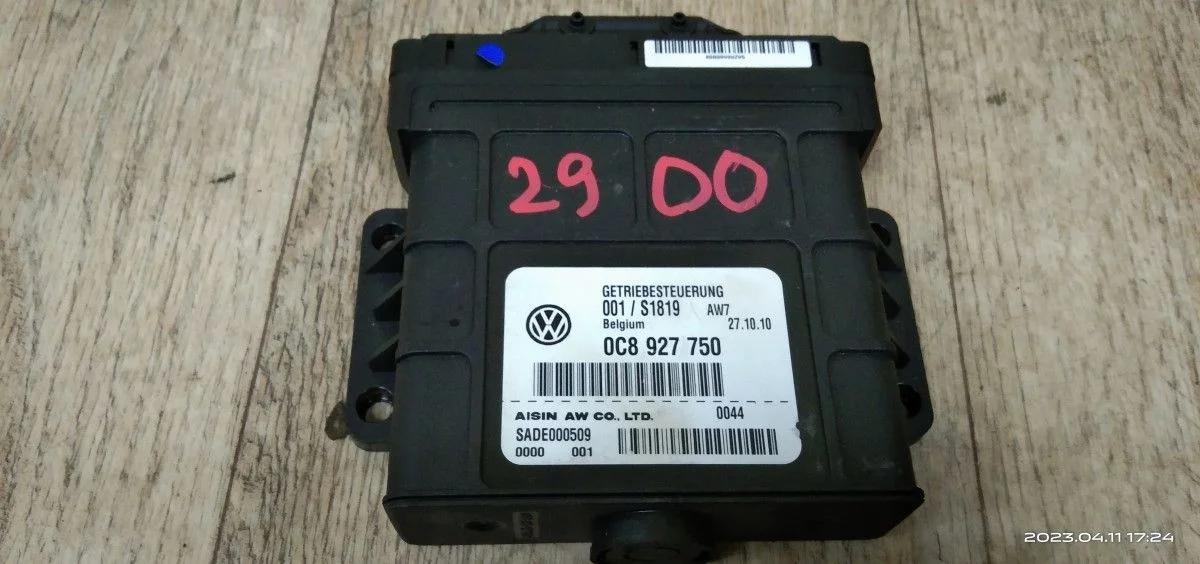 29 00
GETRIEBESTEUERUNG
001 / S1819 AW7
Belgium 27.10.10
0C8 927 750
AISIN AW CO., LTD. 0044
SADE000509
0000 001
2023.04.11 17:24